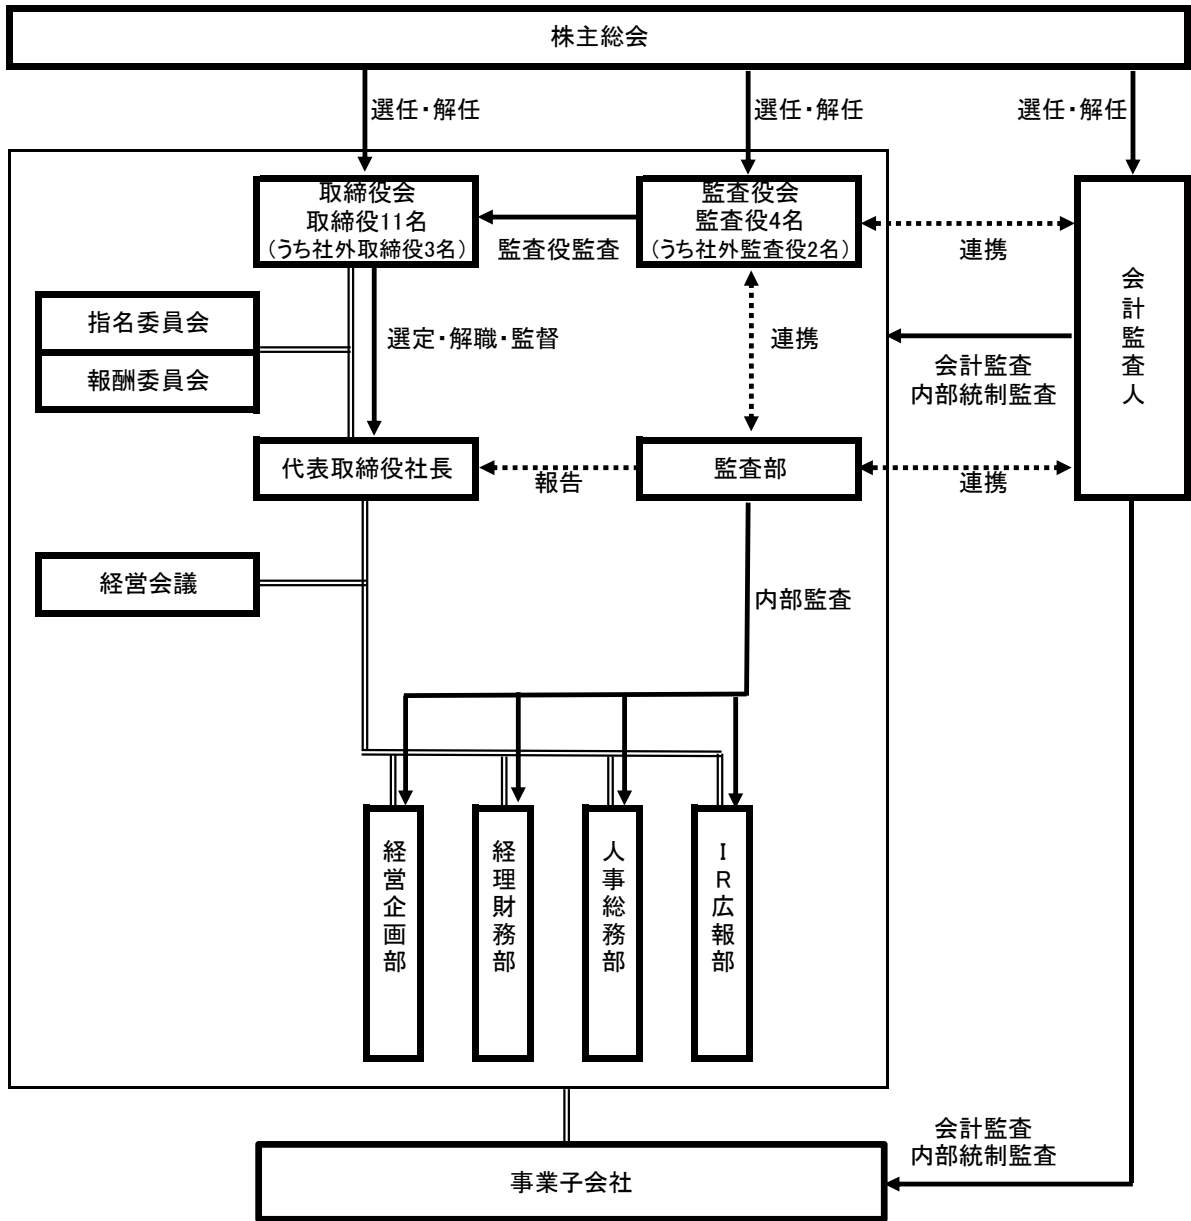 株主総会
選任・解任
選任・解任
選任・解任
取締役会
取締役11名
(うち社外取締役3名)
監査役監査
監査役会
監査役4名
(うち社外監査役2名)
連携
会計監査人
指名委員会
報酬委員会
選定・解職・監督
連携
会計監査
内部統制監査
代表取締役社長
報告
監査部
連携
経営会議
内部監査
経営企画部
経理財務部
人事総務部
IR広報部
会計監査
内部統制監査
事業子会社